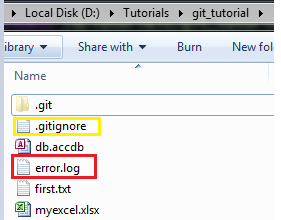 Local Disk (D:) ▸ Tutorials ▸ git_tutorial ▸
ibrary ▾ Share with ▾ Burn New fol
Name
.git
.gitignore
db.accdb
error.log
first.txt
myexcel.xlsx